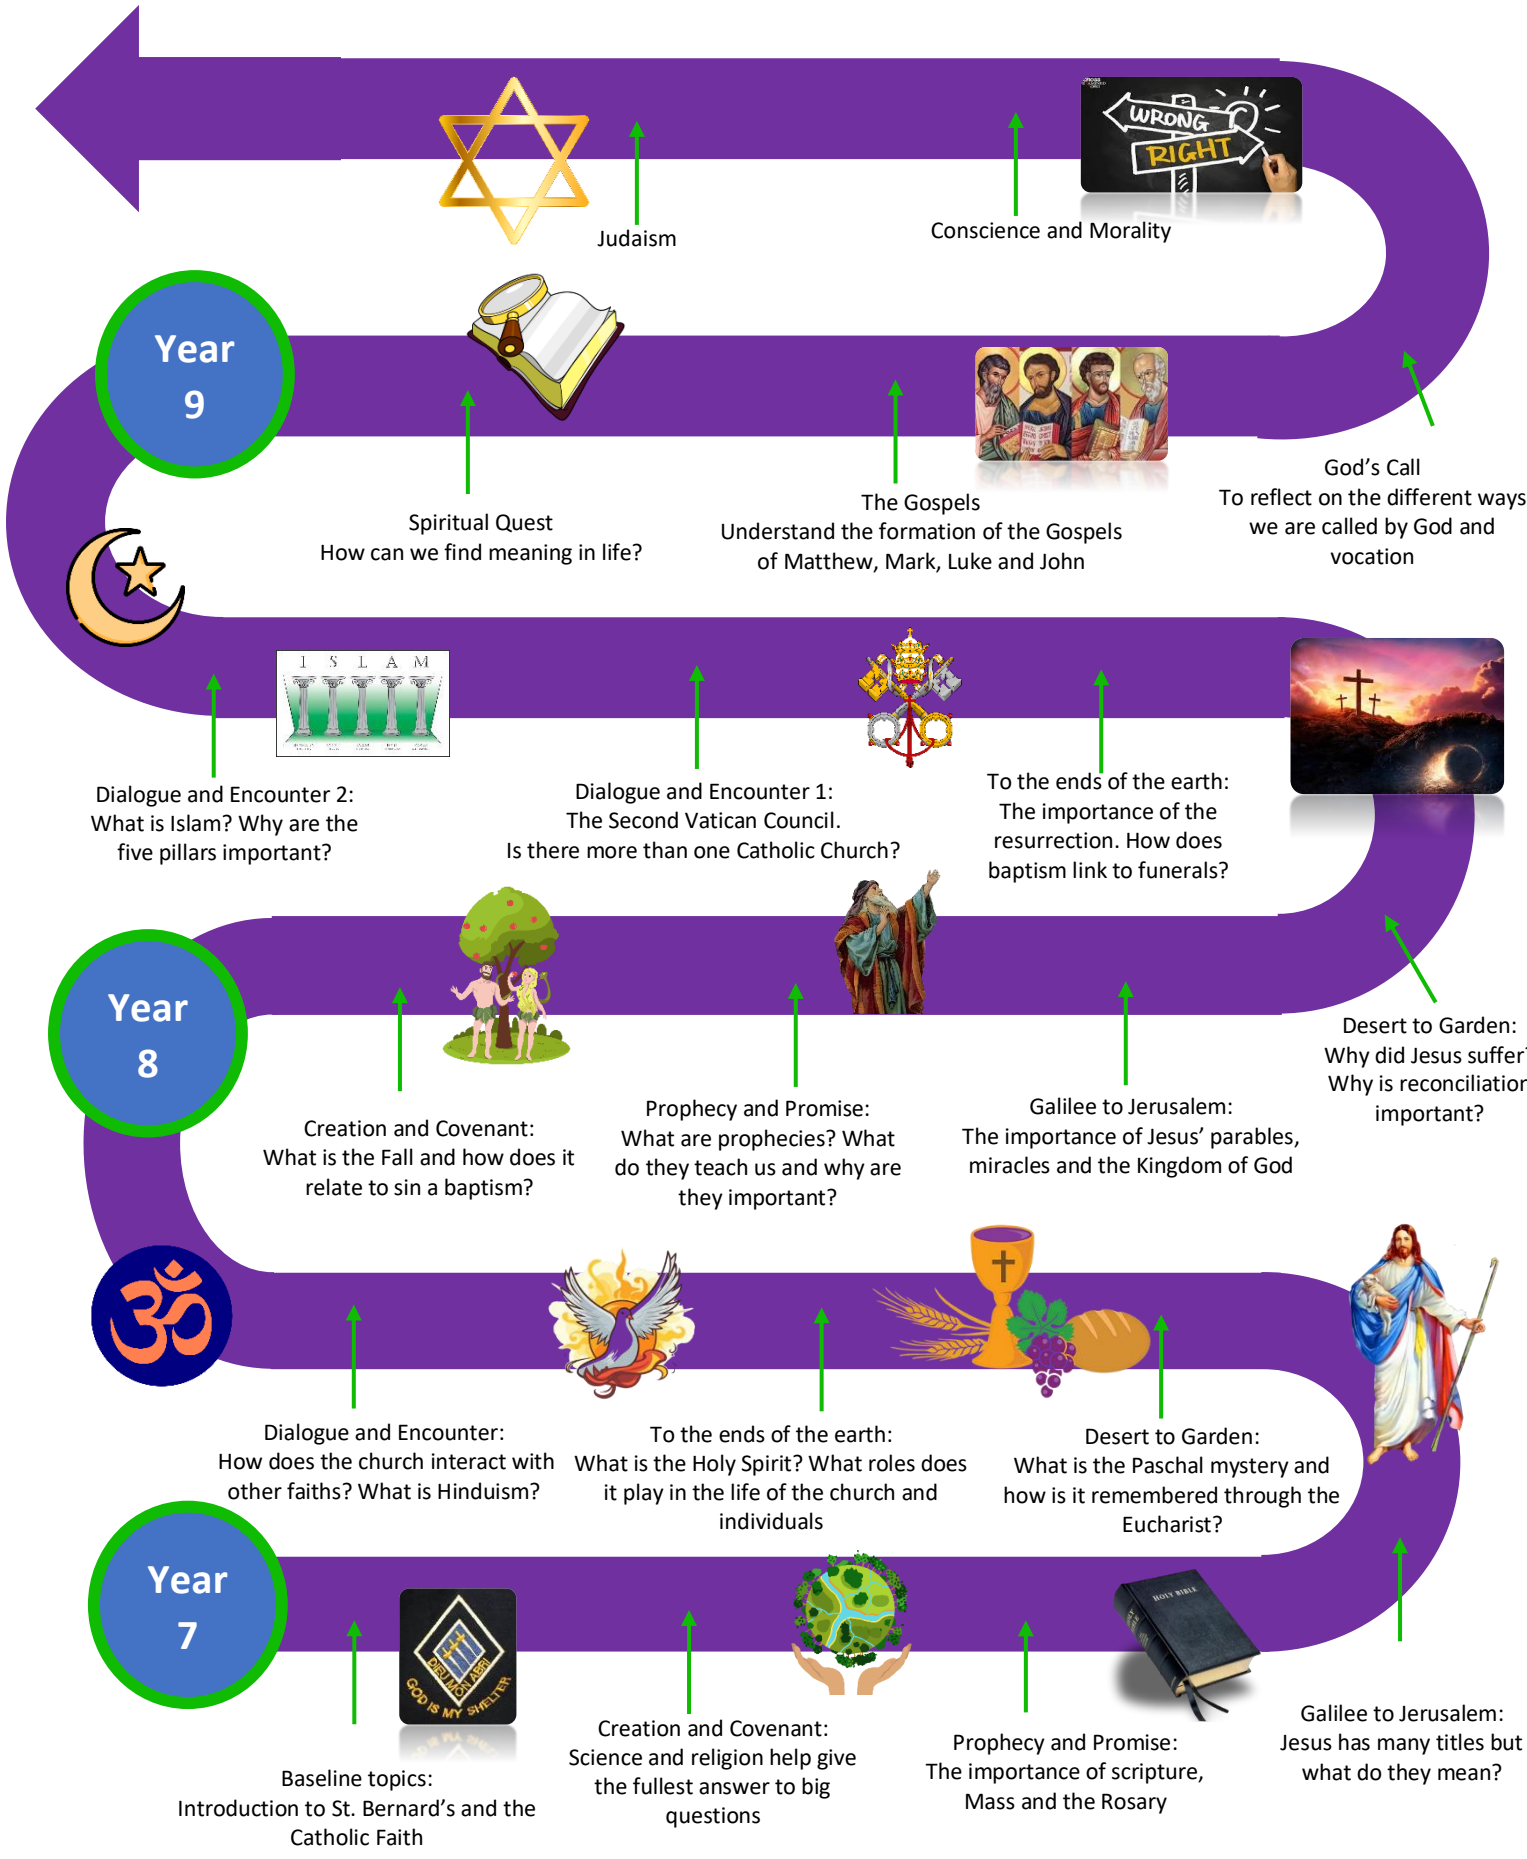 WRONG
RIGHT
Judaism
Conscience and Morality
Year
9
Spiritual Quest
How can we find meaning in life?
The Gospels
Understand the formation of the Gospels
of Matthew, Mark, Luke and John
God's Call
To reflect on the different ways
we are called by God and
vocation
I S L A M
Dialogue and Encounter 2:
What is Islam? Why are the
five pillars important?
Dialogue and Encounter 1:
The Second Vatican Council.
Is there more than one Catholic Church?
To the ends of the earth:
The importance of the
resurrection. How does
baptism link to funerals?
Year
8
Creation and Covenant:
What is the Fall and how does it
relate to sin a baptism?
Prophecy and Promise:
What are prophecies? What
do they teach us and why are
they important?
Galilee to Jerusalem:
The importance of Jesus' parables,
miracles and the Kingdom of God
Desert to Garden:
Why did Jesus suffer?
Why is reconciliation
important?
ॐ
Dialogue and Encounter:
How does the church interact with
other faiths? What is Hinduism?
To the ends of the earth:
What is the Holy Spirit? What roles does
it play in the life of the church and
individuals
Desert to Garden:
What is the Paschal mystery and
how is it remembered through the
Eucharist?
Year
7
DIEU MON ABRI
GOD IS MY SHELTER
HOLY BIBLE
Baseline topics:
Introduction to St. Bernard's and the
Catholic Faith
Creation and Covenant:
Science and religion help give
the fullest answer to big
questions
Prophecy and Promise:
The importance of scripture,
Mass and the Rosary
Galilee to Jerusalem:
Jesus has many titles but
what do they mean?